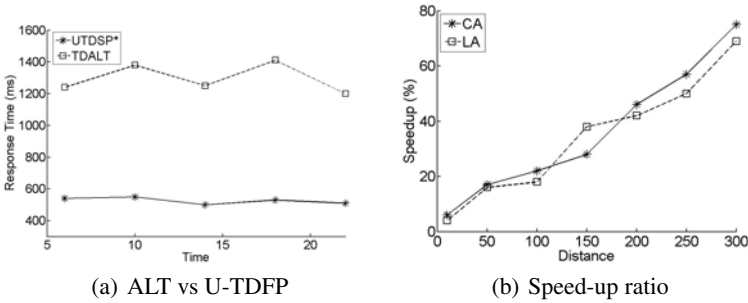 1600
1400
1200
1000
800
600
400
Response Time (ms)
5 10 15 20
Time
UTDSP*
TDALT
(a) ALT vs U-TDFP
80
60
40
20
0
Speedup (%)
0 50 100 150 200 250 300
Distance
CA
LA
(b) Speed-up ratio